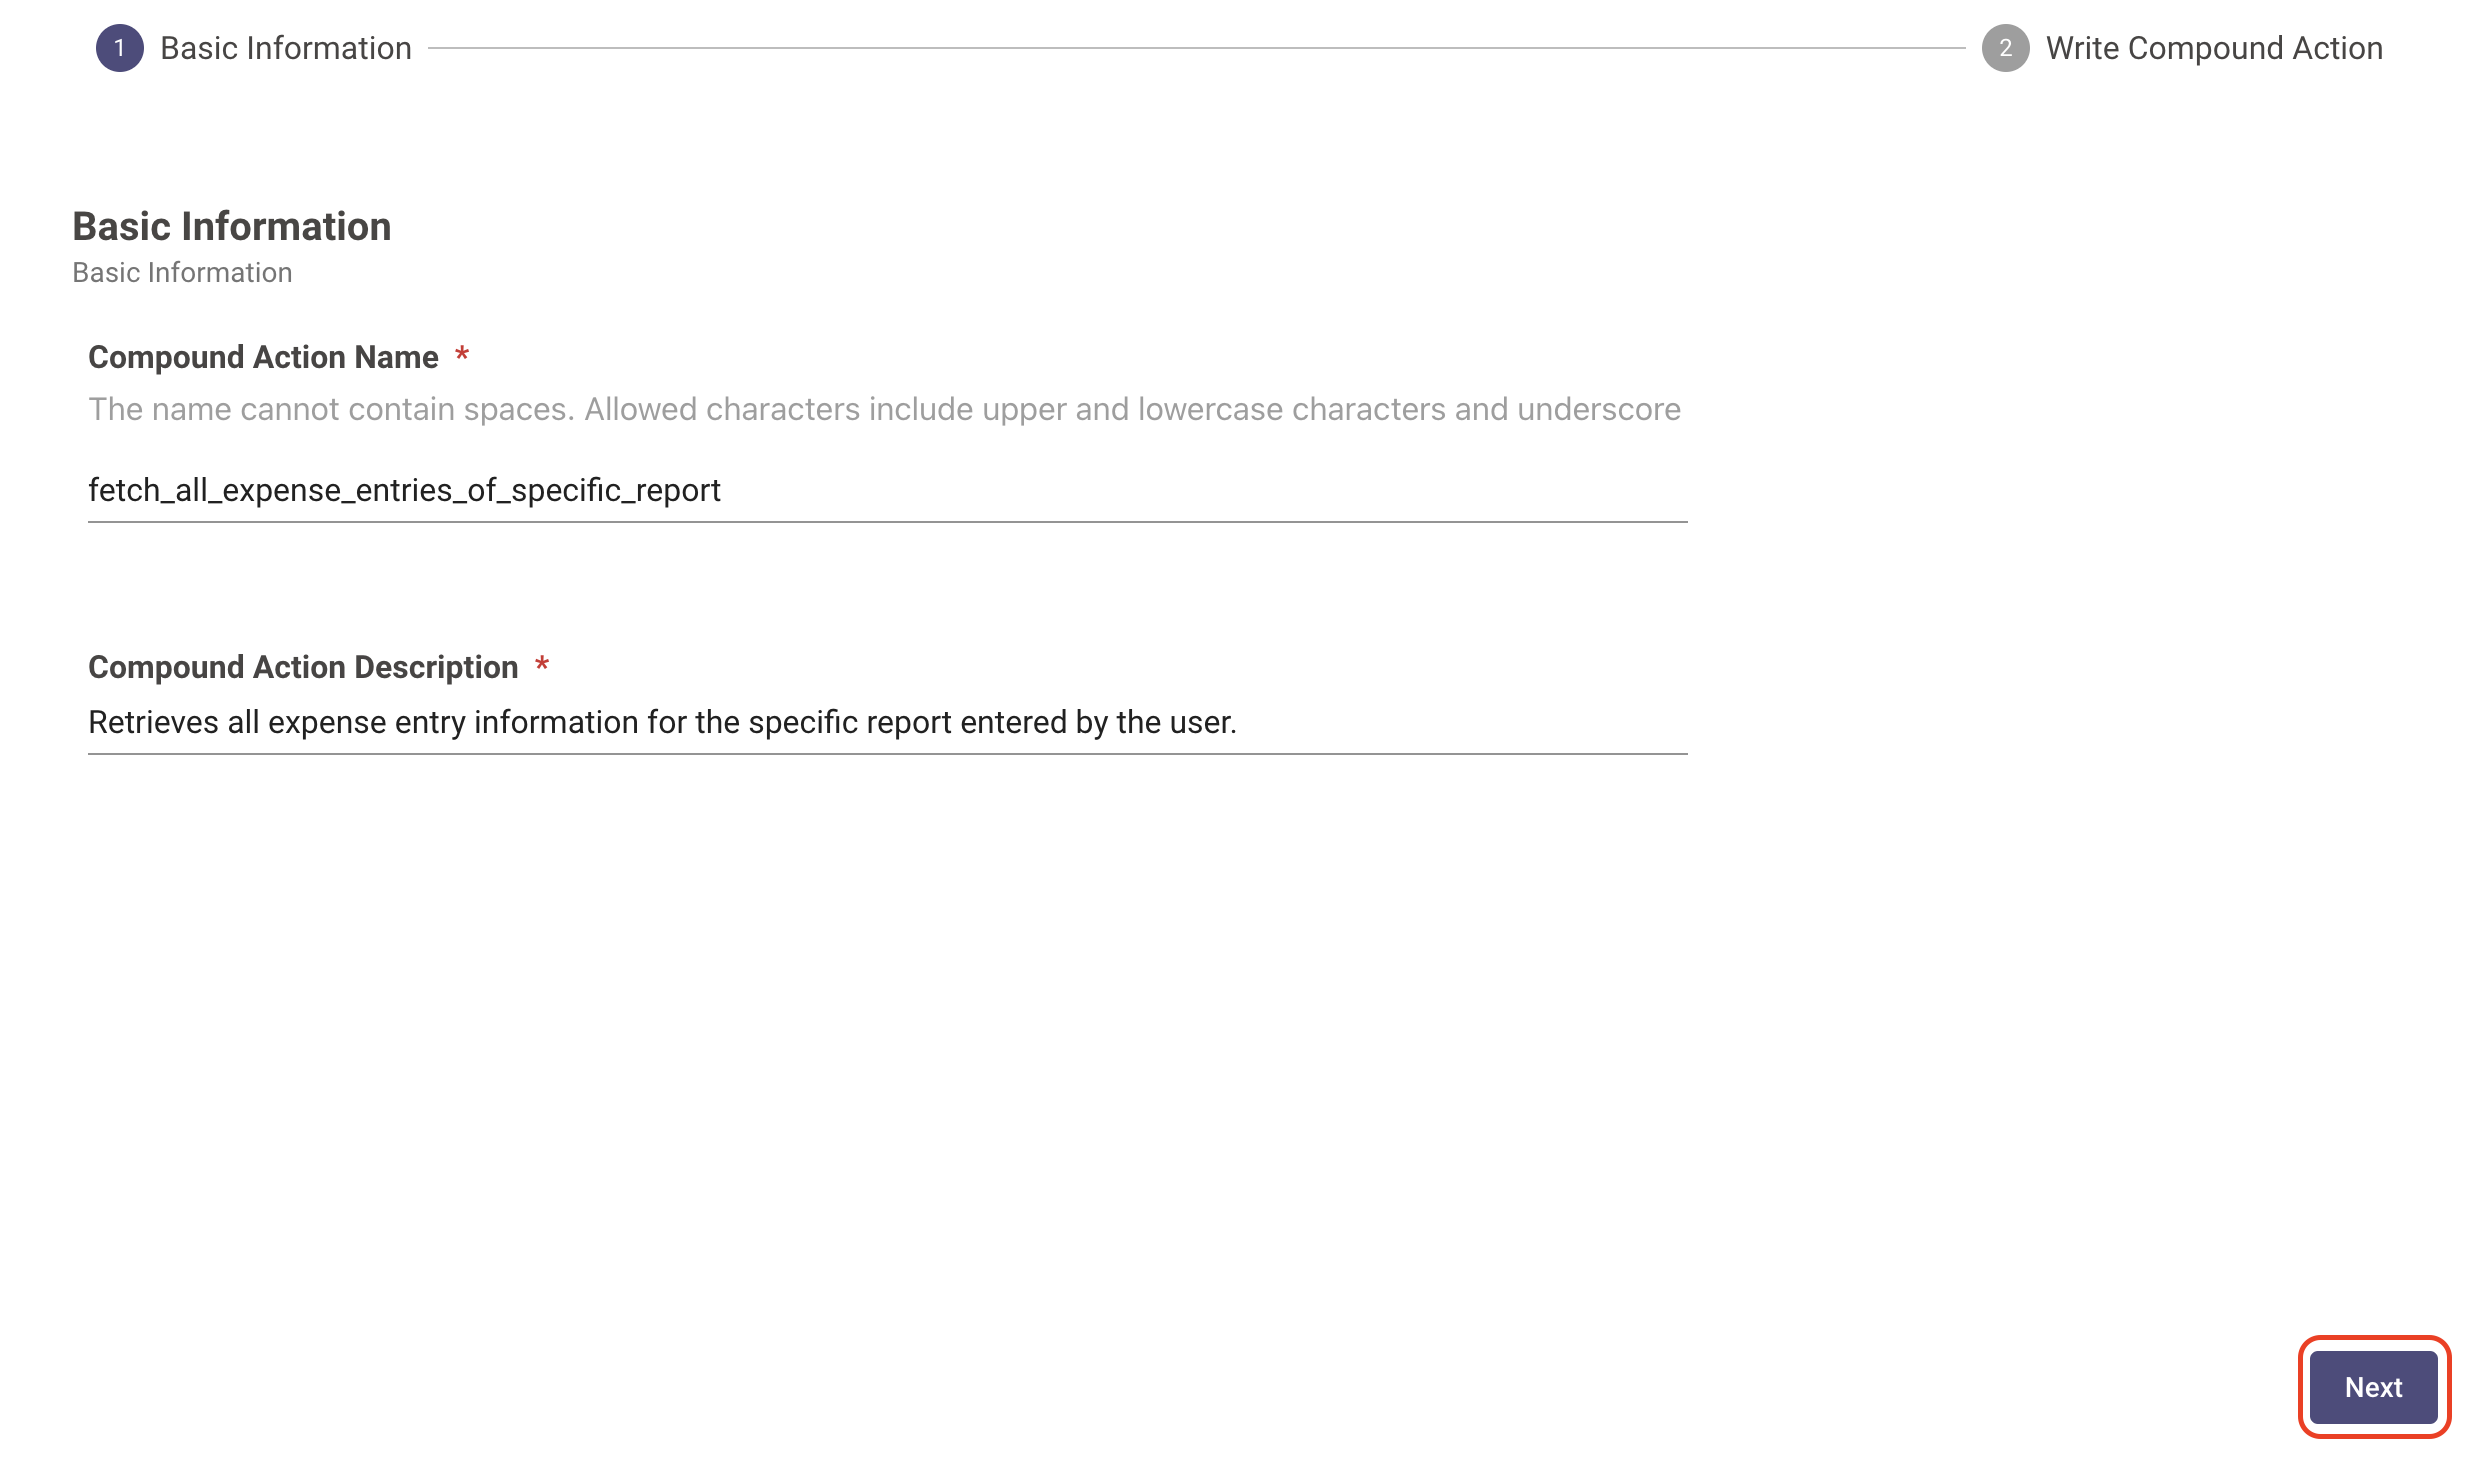 1 Basic Information
2 Write Compound Action
Basic Information
Basic Information
Compound Action Name *
The name cannot contain spaces. Allowed characters include upper and lowercase characters and underscore
fetch_all_expense_entries_of_specific_report
Compound Action Description *
Retrieves all expense entry information for the specific report entered by the user.
Next